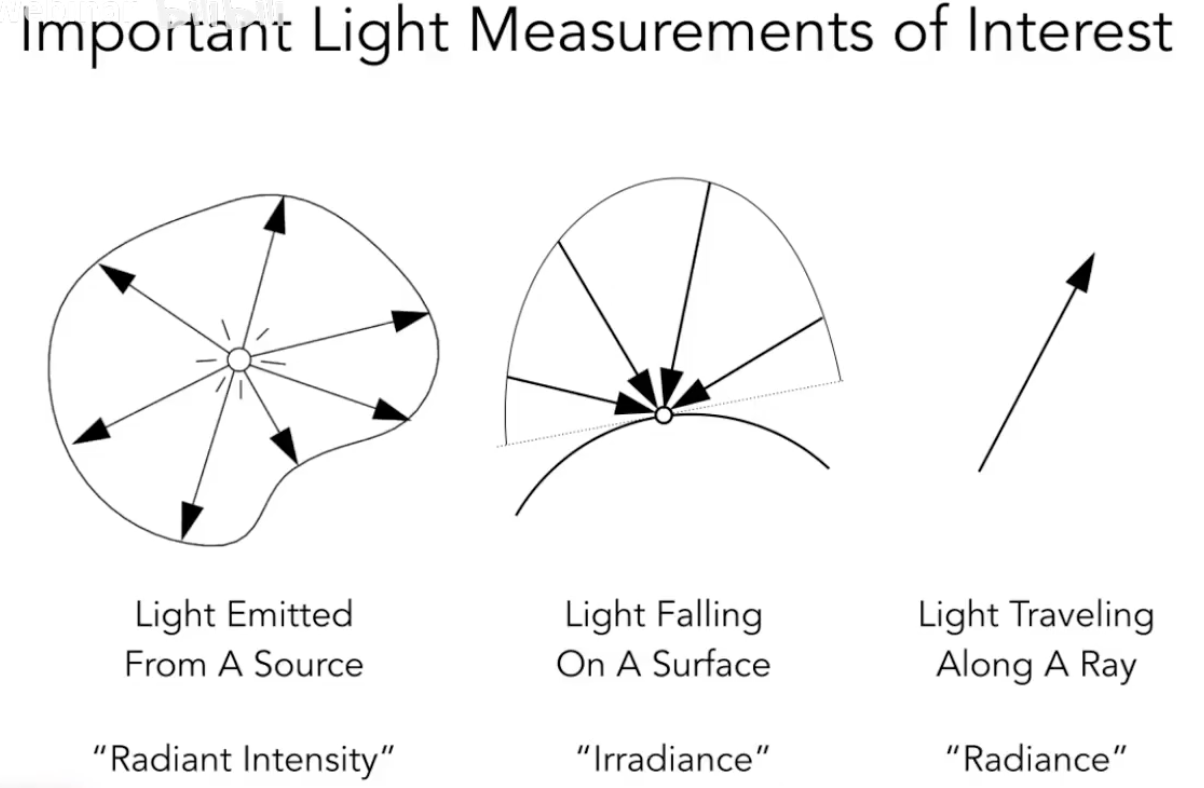 Important Light Measurements of Interest
Light Emitted
From A Source
Light Falling
On A Surface
Light Traveling
Along A Ray
“Radiant Intensity”
“Irradiance”
“Radiance”